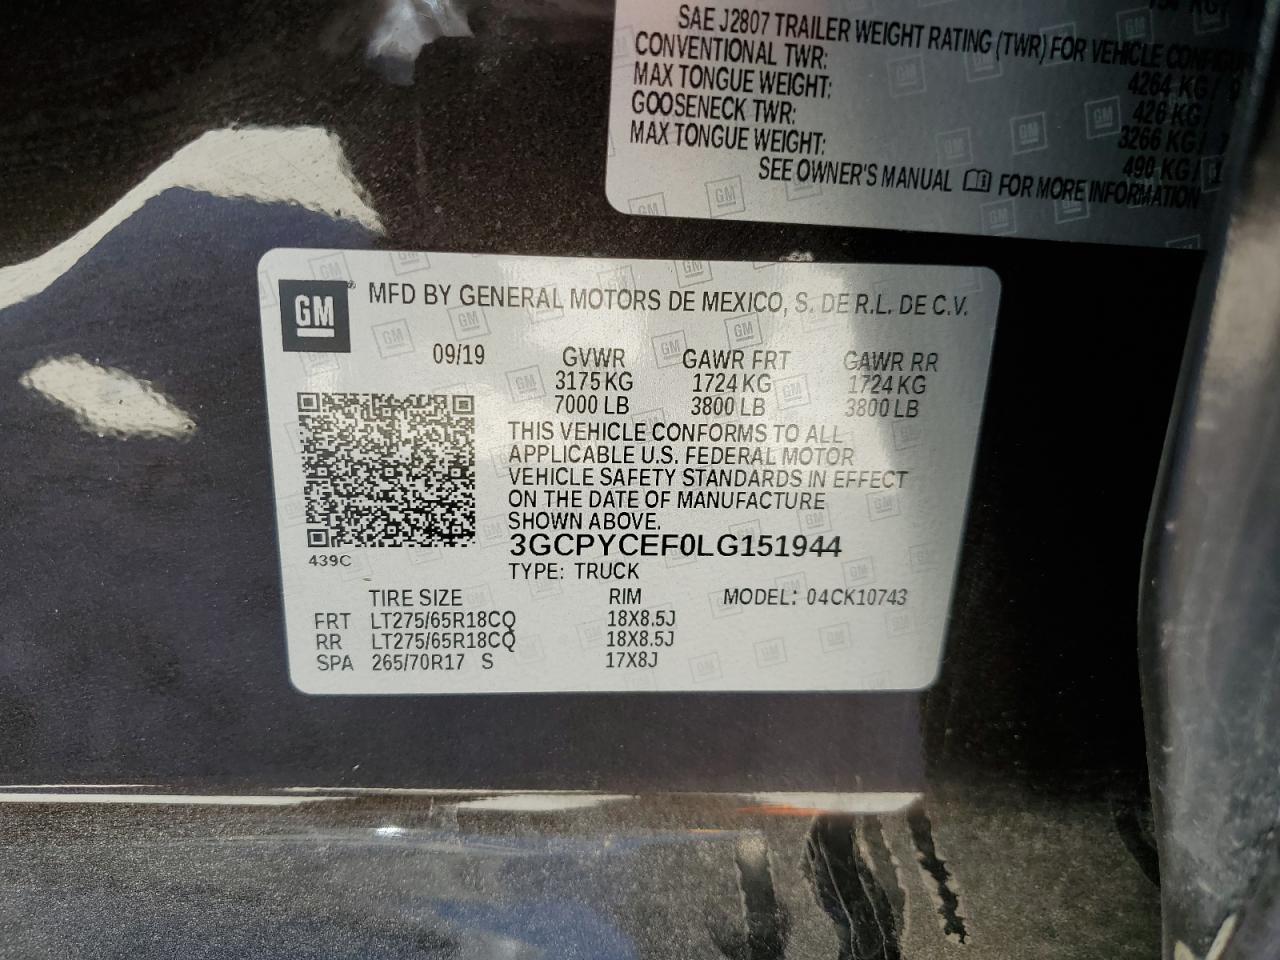 SAE J2807 TRAILER WEIGHT RATING (TWR) FOR VEHICLE
CONVENTIONAL TWR: 4264 KG /
MAX TONGUE WEIGHT: 426 KG /
GOOSENECK TWR: 3266 KG /
MAX TONGUE WEIGHT: 490 KG /
SEE OWNER'S MANUAL FOR MORE INFORMATION
GM ® MFD BY GENERAL MOTORS DE MEXICO, S. DE R.L. DE C.V.
09/19 GVWR GAWR FRT GAWR RR
3175 KG 1724 KG 1724 KG
7000 LB 3800 LB 3800 LB
THIS VEHICLE CONFORMS TO ALL
APPLICABLE U.S. FEDERAL MOTOR
VEHICLE SAFETY STANDARDS IN EFFECT
ON THE DATE OF MANUFACTURE
SHOWN ABOVE.
3GCPYCEF0LG151944
439C
TYPE: TRUCK
TIRE SIZE RIM MODEL: 04CK10743
FRT LT275/65R18CQ 18X8.5J
RR LT275/65R18CQ 18X8.5J
SPA 265/70R17 S 17X8J